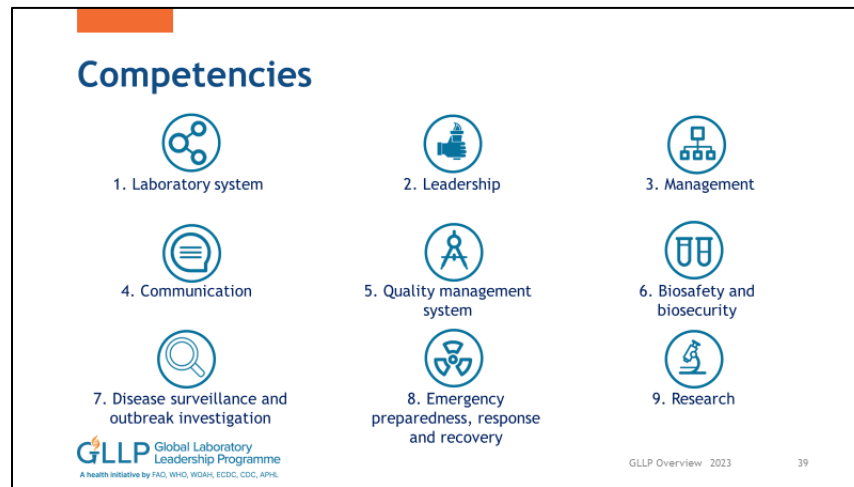 Competencies
1. Laboratory system
2. Leadership
3. Management
4. Communication
5. Quality management
system
6. Biosafety and
biosecurity
7. Disease surveillance and
outbreak investigation
8. Emergency
preparedness, response
and recovery
9. Research
GLLP Global Laboratory
Leadership Programme
A health initiative by FAO, WHO, WOAH, ECDC, CDC, APHL
GLLP Overview 2023
39